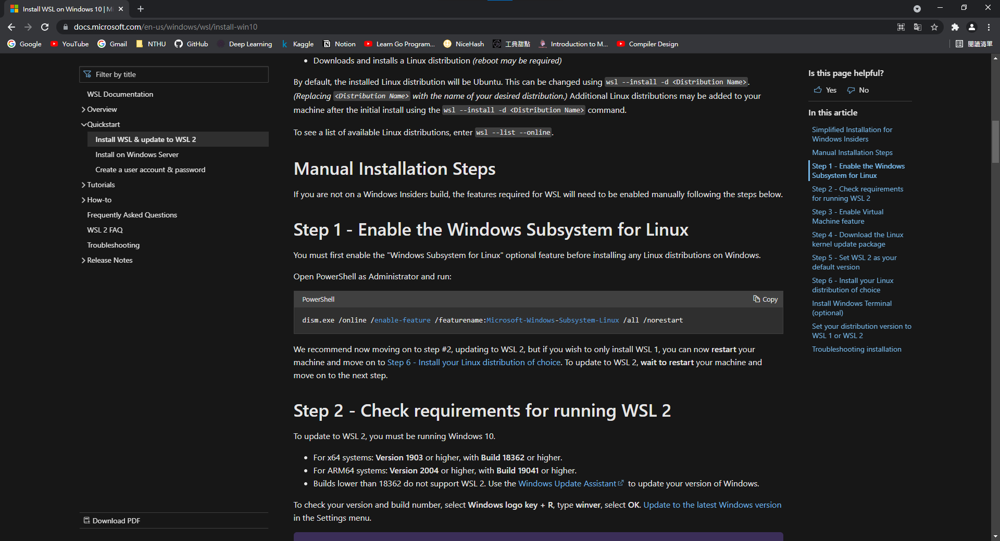 Install WSL on Windows 10 | Mi
docs.microsoft.com/en-us/windows/wsl/install-win10
Google
YouTube
Gmail
NTHU
GitHub
Deep Learning
Kaggle
Notion
Learn Go Program...
NiceHash
工典甜點
Introduction to M...
Compiler Design
閱讀清單
Filter by title
WSL Documentation
Overview
Quickstart
Install WSL & update to WSL 2
Install on Windows Server
Create a user account & password
Tutorials
How-to
Frequently Asked Questions
WSL 2 FAQ
Troubleshooting
Release Notes
Download PDF
Downloads and installs a Linux distribution (reboot may be required)
By default, the installed Linux distribution will be Ubuntu. This can be changed using wsl --install -d <Distribution Name>.
(Replacing <Distribution Name> with the name of your desired distribution.) Additional Linux distributions may be added to your
machine after the initial install using the wsl --install -d <Distribution Name> command.
To see a list of available Linux distributions, enter wsl --list --online.
Manual Installation Steps
If you are not on a Windows Insiders build, the features required for WSL will need to be enabled manually following the steps below.
Step 1 - Enable the Windows Subsystem for Linux
You must first enable the "Windows Subsystem for Linux" optional feature before installing any Linux distributions on Windows.
Open PowerShell as Administrator and run:
PowerShell
Copy
dism.exe /online /enable-feature /featurename:Microsoft-Windows-Subsystem-Linux /all /norestart
We recommend now moving on to step #2, updating to WSL 2, but if you wish to only install WSL 1, you can now restart your
machine and move on to Step 6 - Install your Linux distribution of choice. To update to WSL 2, wait to restart your machine and
move on to the next step.
Step 2 - Check requirements for running WSL 2
To update to WSL 2, you must be running Windows 10.
For x64 systems: Version 1903 or higher, with Build 18362 or higher.
For ARM64 systems: Version 2004 or higher, with Build 19041 or higher.
Builds lower than 18362 do not support WSL 2. Use the Windows Update Assistant to update your version of Windows.
To check your version and build number, select Windows logo key + R, type winver, select OK. Update to the latest Windows version
in the Settings menu.
Is this page helpful?
Yes
No
In this article
Simplified Installation for
Windows Insiders
Manual Installation Steps
Step 1 - Enable the Windows
Subsystem for Linux
Step 2 - Check requirements
for running WSL 2
Step 3 - Enable Virtual
Machine feature
Step 4 - Download the Linux
kernel update package
Step 5 - Set WSL 2 as your
default version
Step 6 - Install your Linux
distribution of choice
Install Windows Terminal
(optional)
Set your distribution version to
WSL 1 or WSL 2
Troubleshooting installation